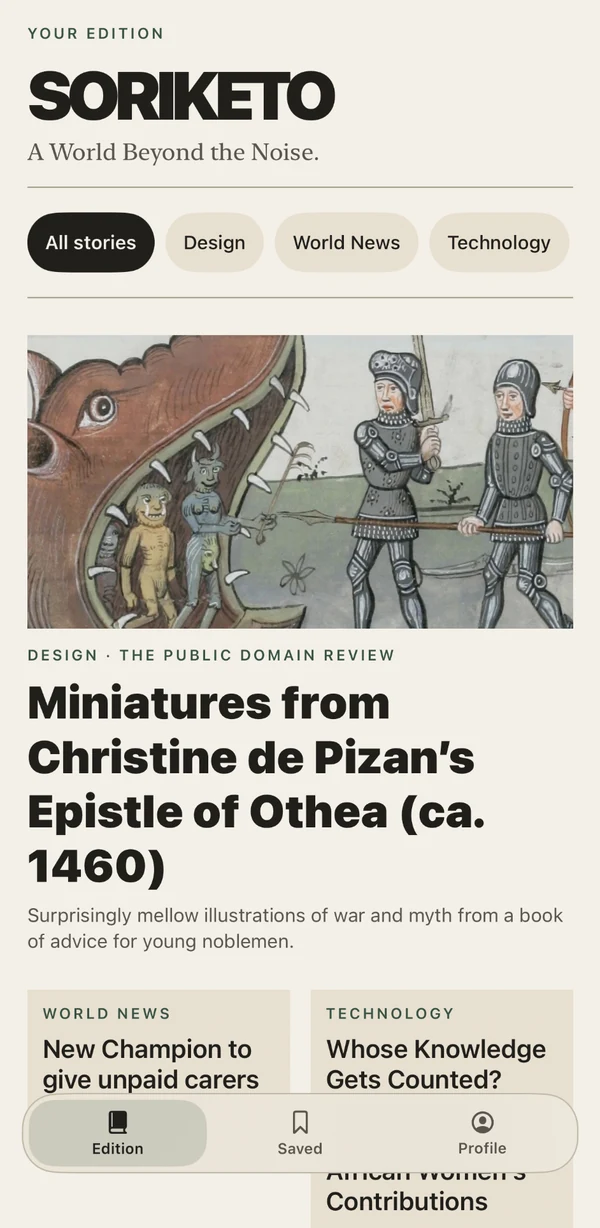 YOUR EDITION
SORIKETO
A World Beyond the Noise.
All stories
Design
World News
Technology
DESIGN · THE PUBLIC DOMAIN REVIEW
Miniatures from
Christine de Pizan’s
Epistle of Othea (ca.
1460)
Surprisingly mellow illustrations of war and myth from a book
of advice for young noblemen.
WORLD NEWS
New Champion to
give unpaid carers
TECHNOLOGY
Whose Knowledge
Gets Counted?
African Women’s
Contributions
Edition
Saved
Profile